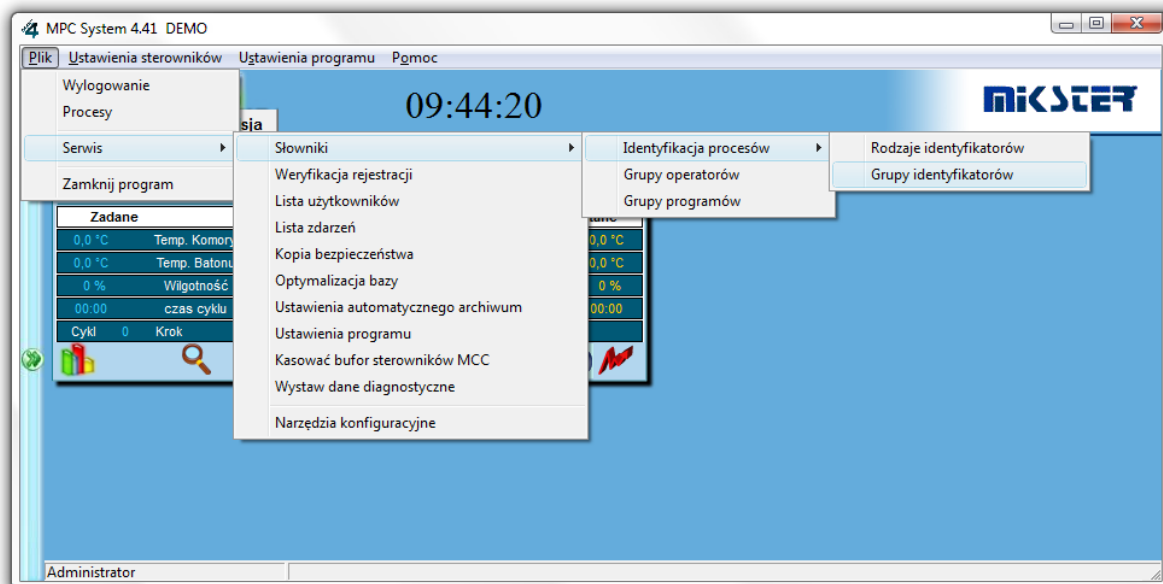 MPC System 4.41 DEMO
Plik Ustawienia sterowników Ustawienia programu Pomoc
Wylogowanie
Procesy
Serwis
Zamknij program
09:44:20
MIKSTER
sja
Słowniki
Weryfikacja rejestracji
Lista użytkowników
Lista zdarzeń
Kopia bezpieczeństwa
Optymalizacja bazy
Ustawienia automatycznego archiwum
Ustawienia programu
Kasować bufor sterowników MCC
Wystaw dane diagnostyczne
Narzędzia konfiguracyjne
Identyfikacja procesów
Grupy operatorów
Grupy programów
Rodzaje identyfikatorów
Grupy identyfikatorów
Zadane
0,0 °C Temp. Komory 0,0 °C
0,0 °C Temp. Batonu 0,0 °C
0 % Wilgotność 0 %
00:00 czas cyklu 00:00
Cykl 0 Krok
Administrator